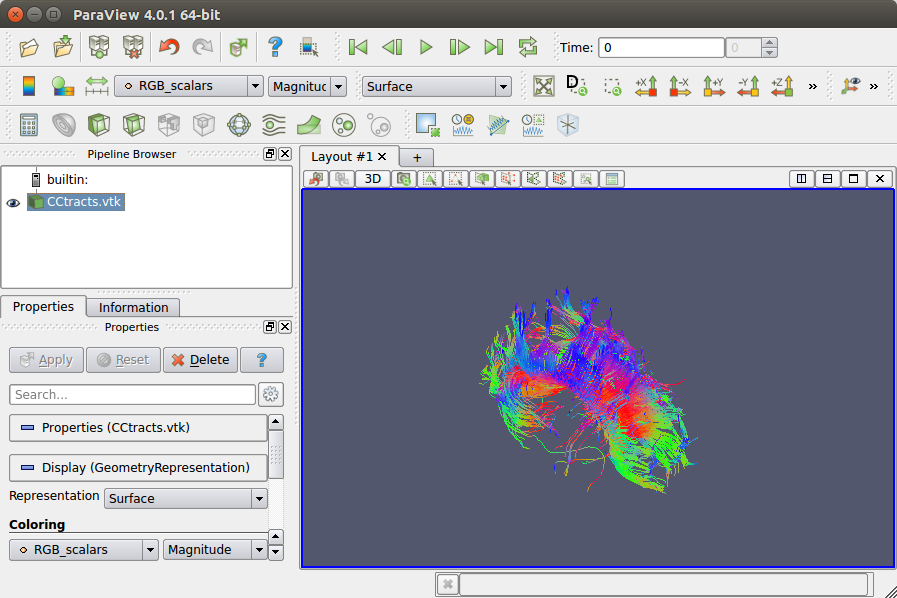 ParaView 4.0.1 64-bit
?
Time: 0 0
RGB_scalars Magnituc Surface D +X -X +Y -Y +Z » »
Pipeline Browser
Layout #1 +
3D
builtin:
CCtracts.vtk
Properties Information
Properties
Apply Reset Delete ?
Search...
Properties (CCtracts.vtk)
Display (GeometryRepresentation)
Representation Surface
Coloring
RGB_scalars Magnitude